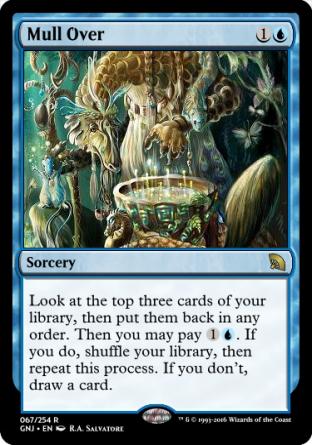 Mull Over 1
Sorcery
Look at the top three cards of your
library, then put them back in any
order. Then you may pay 1 . If
you do, shuffle your library, then
repeat this process. If you don't,
draw a card.
067/254 R
GNJ • EN R.A. SALVATORE
™ & © 1993-2016 Wizards of the Coast